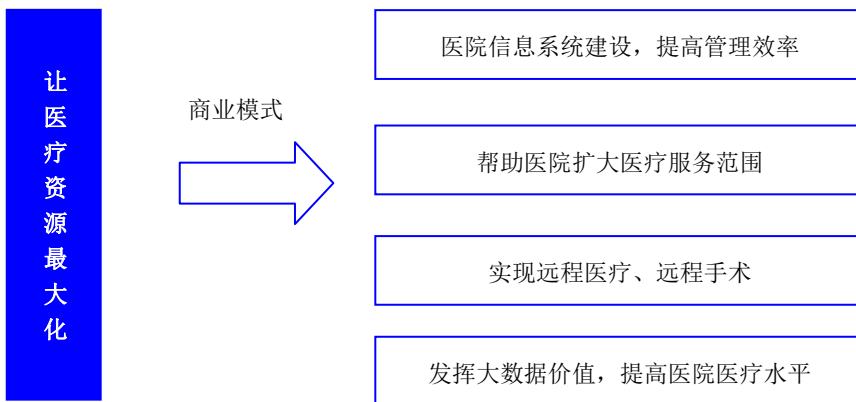 让医疗资源最大化
商业模式
医院信息系统建设，提高管理效率
帮助医院扩大医疗服务范围
实现远程医疗、远程手术
发挥大数据价值，提高医院医疗水平